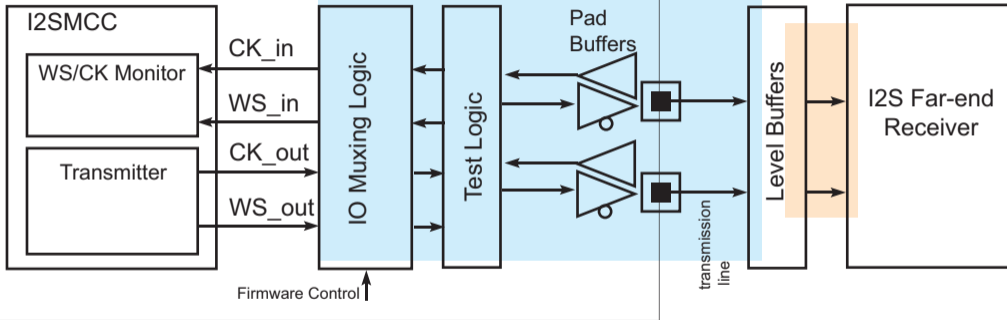 I2SMCC
WS/CK Monitor
Transmitter
CK_in
WS_in
CK_out
WS_out
IO Muxing Logic
Firmware Control
Test Logic
Pad
Buffers
transmission
line
Level Buffers
I2S Far-end
Receiver